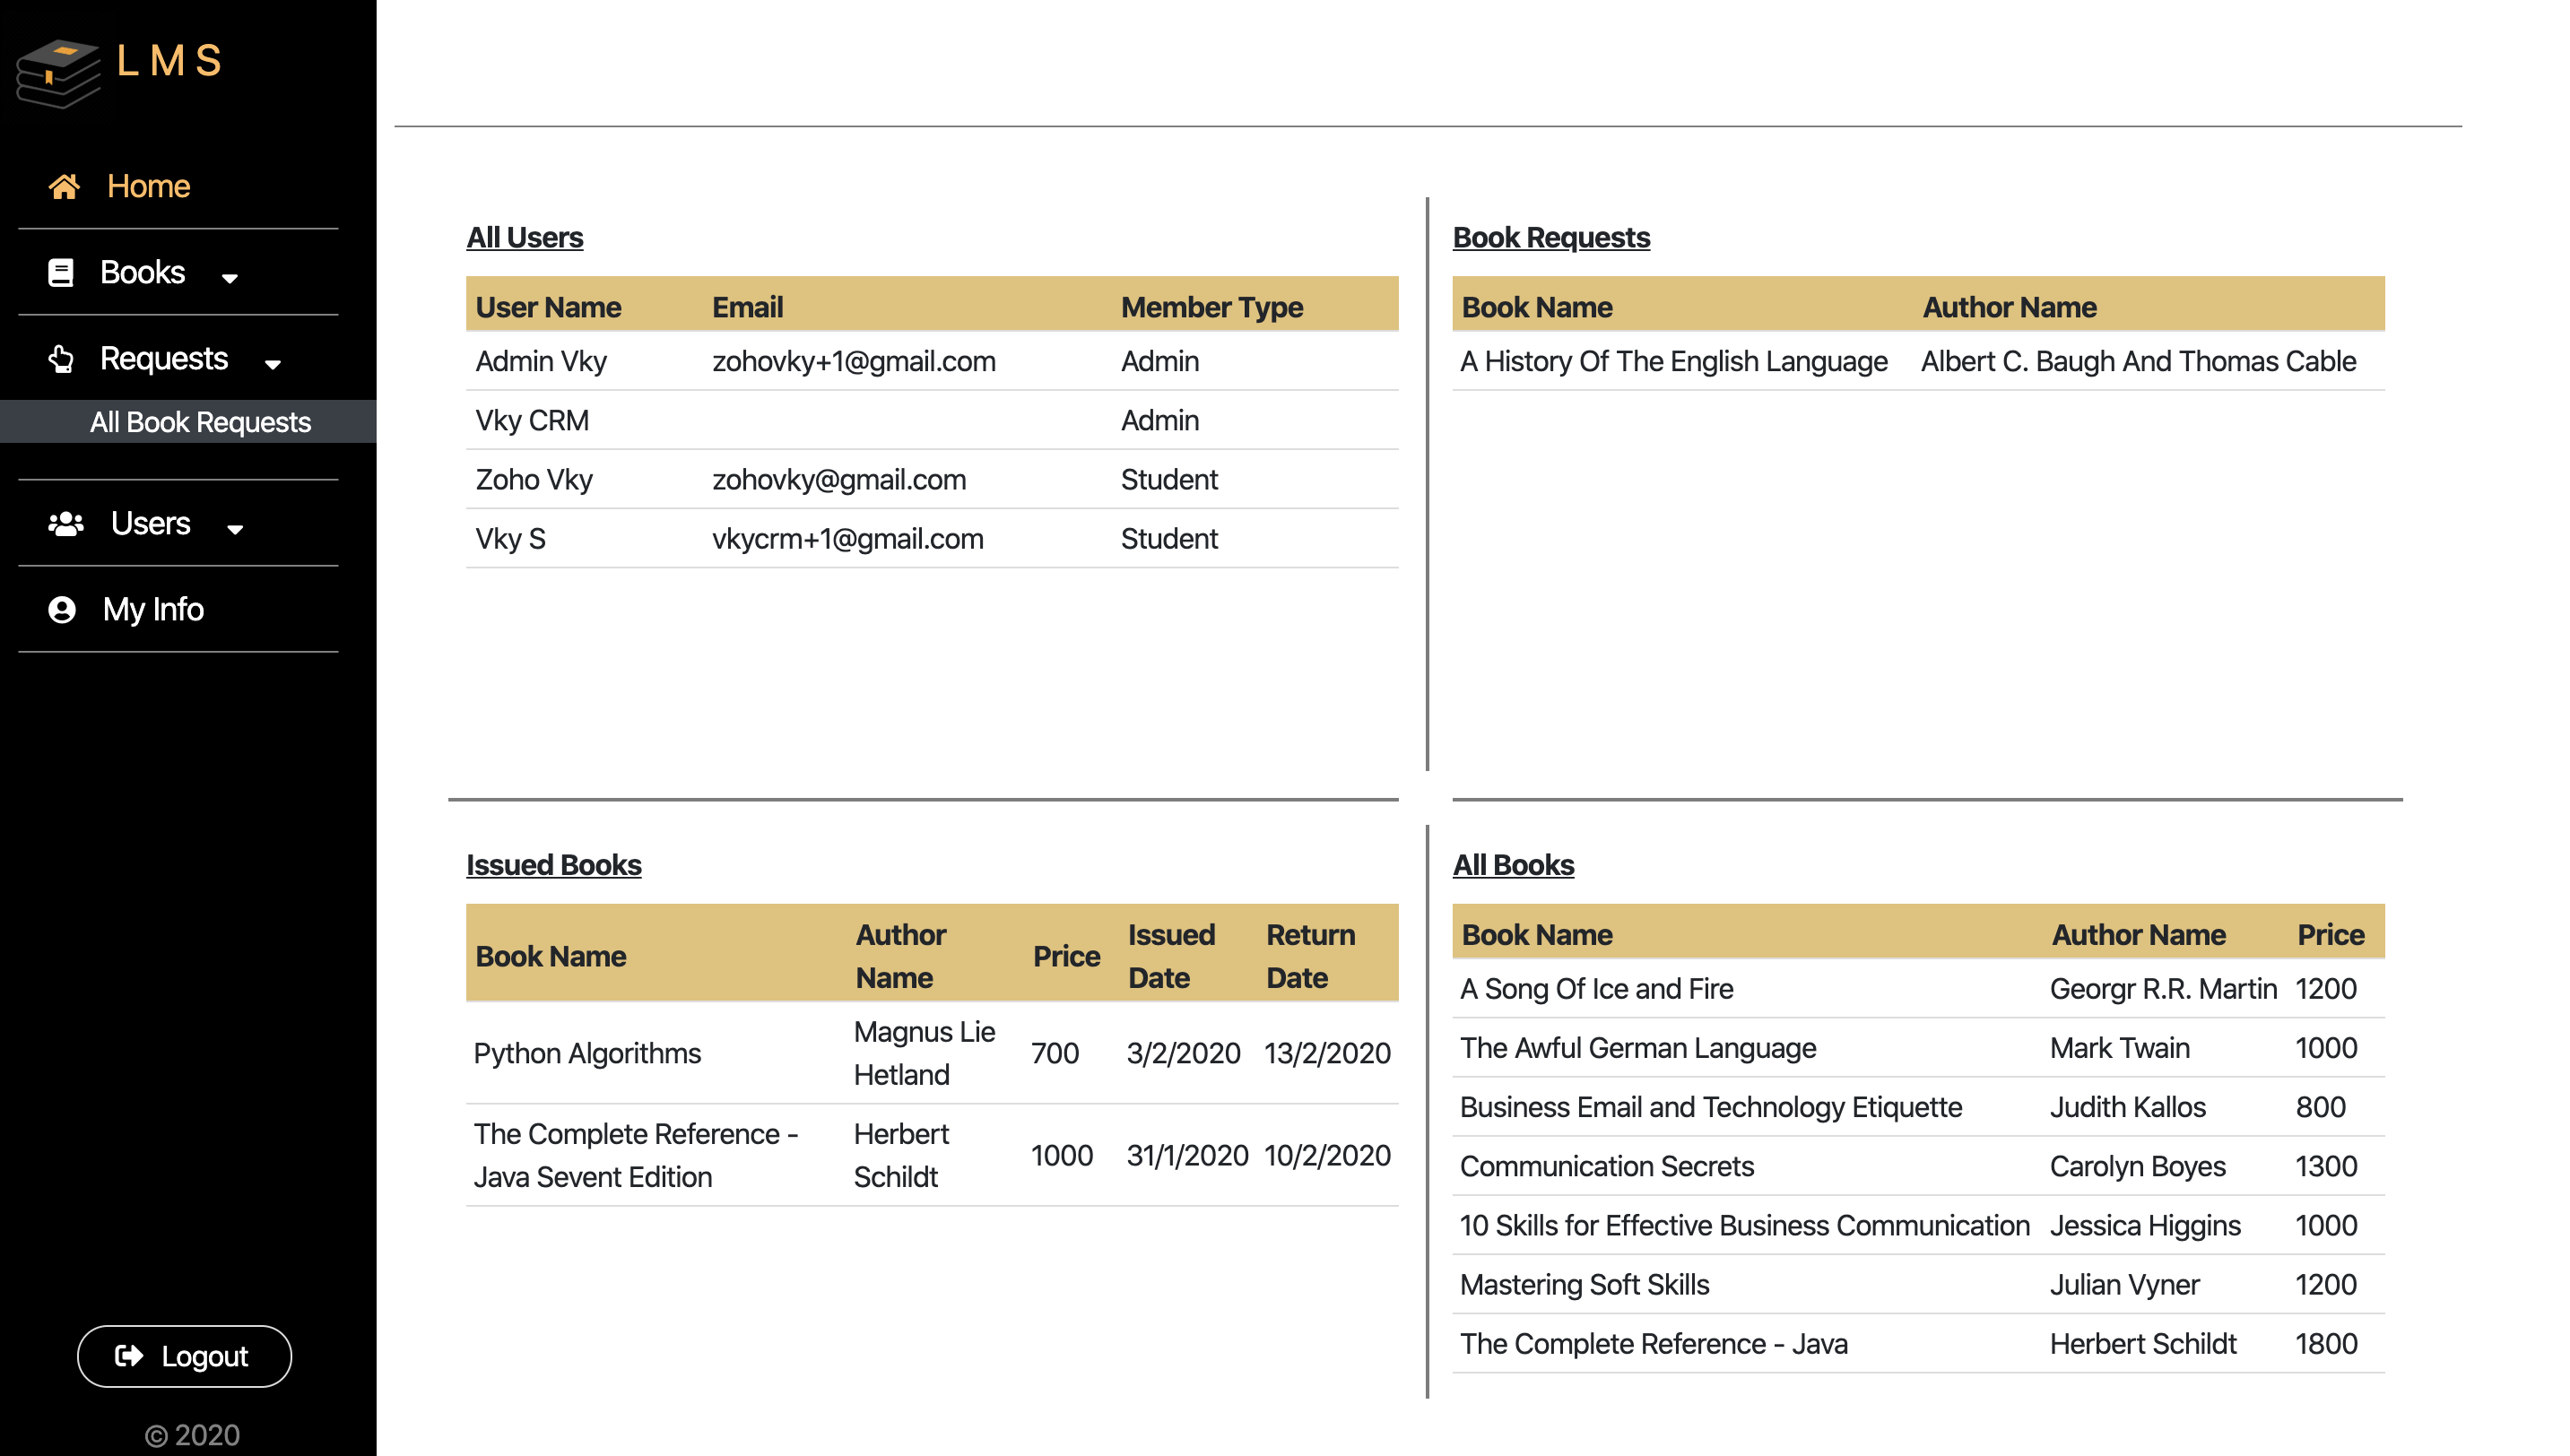 LMS
Home
Books
Requests
All Book Requests
Users
My Info
Logout
© 2020
All Users
User Name Email Member Type
Admin Vky zohovky+1@gmail.com Admin
Vky CRM Admin
Zoho Vky zohovky@gmail.com Student
Vky S vkycrm+1@gmail.com Student
Book Requests
Book Name Author Name
A History Of The English Language Albert C. Baugh And Thomas Cable
Issued Books
Book Name Author Name Price Issued Date Return Date
Python Algorithms Magnus Lie Hetland 700 3/2/2020 13/2/2020
The Complete Reference - Java Sevent Edition Herbert Schildt 1000 31/1/2020 10/2/2020
All Books
Book Name Author Name Price
A Song Of Ice and Fire Georgr R.R. Martin 1200
The Awful German Language Mark Twain 1000
Business Email and Technology Etiquette Judith Kallos 800
Communication Secrets Carolyn Boyes 1300
10 Skills for Effective Business Communication Jessica Higgins 1000
Mastering Soft Skills Julian Vyner 1200
The Complete Reference - Java Herbert Schildt 1800